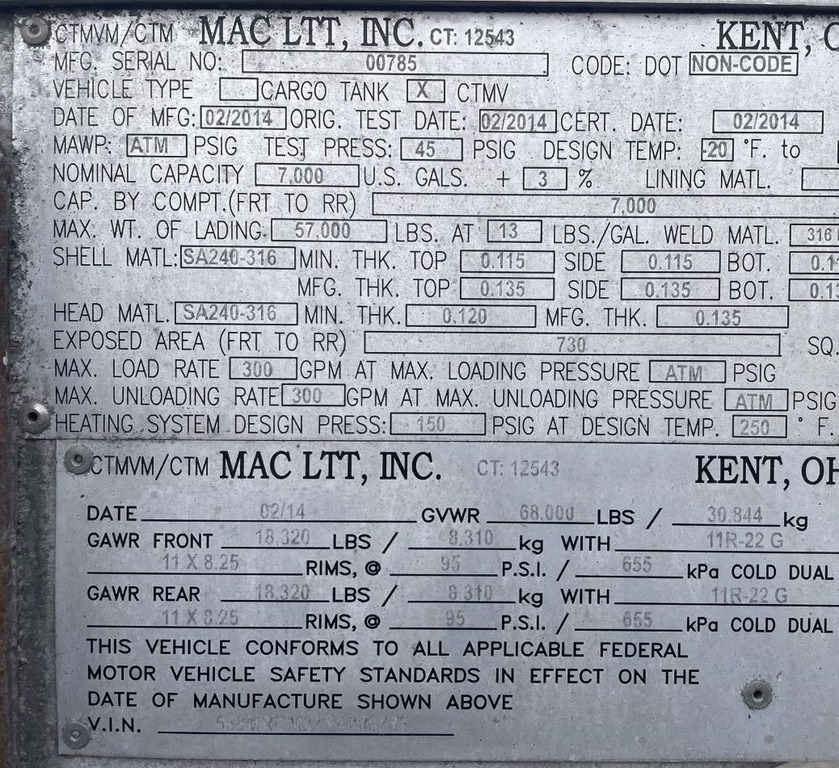 CTMVM/CTM MAC LTT, INC. CT: 12543 KENT, O
MFG. SERIAL NO: 00785 CODE: DOT NON-CODE
VEHICLE TYPE CARGO TANK X CTMV
DATE OF MFG: 02/2014 ORIG. TEST DATE: 02/2014 CERT. DATE: 02/2014
MAWP: ATM PSIG TEST PRESS: 45 PSIG DESIGN TEMP: -20 °F. to
NOMINAL CAPACITY 7,000 U.S. GALS. + 3 % LINING MATL.
CAP. BY COMPT.(FRT TO RR) 7,000
MAX. WT. OF LADING 57,000 LBS. AT 13 LBS./GAL. WELD MATL. 316
SHELL MATL: SA240-316 MIN. THK. TOP 0.115 SIDE 0.115 BOT. 0.1
MFG. THK. TOP 0.135 SIDE 0.135 BOT. 0.1
HEAD MATL. SA240-316 MIN. THK. 0.120 MFG. THK. 0.135
EXPOSED AREA (FRT TO RR) 730 SQ.
MAX. LOAD RATE 300 GPM AT MAX. LOADING PRESSURE ATM PSIG
MAX. UNLOADING RATE 300 GPM AT MAX. UNLOADING PRESSURE ATM PSIG
HEATING SYSTEM DESIGN PRESS: 150 PSIG AT DESIGN TEMP. 250 ° F.
CTMVM/CTM MAC LTT, INC. CT: 12543 KENT, OH
DATE 02/14 GVWR 68,000 LBS / 30,844 kg
GAWR FRONT 18,320 LBS / 8,310 kg WITH 11R-22 G
11 X 8.25 RIMS, @ 95 P.S.I. / 655 kPa COLD DUAL
GAWR REAR 18,320 LBS / 8 310 kg WITH 11R-22 G
11 X 8.25 RIMS, @ 95 P.S.I. / 655 kPa COLD DUAL
THIS VEHICLE CONFORMS TO ALL APPLICABLE FEDERAL
MOTOR VEHICLE SAFETY STANDARDS IN EFFECT ON THE
DATE OF MANUFACTURE SHOWN ABOVE
V.I.N.